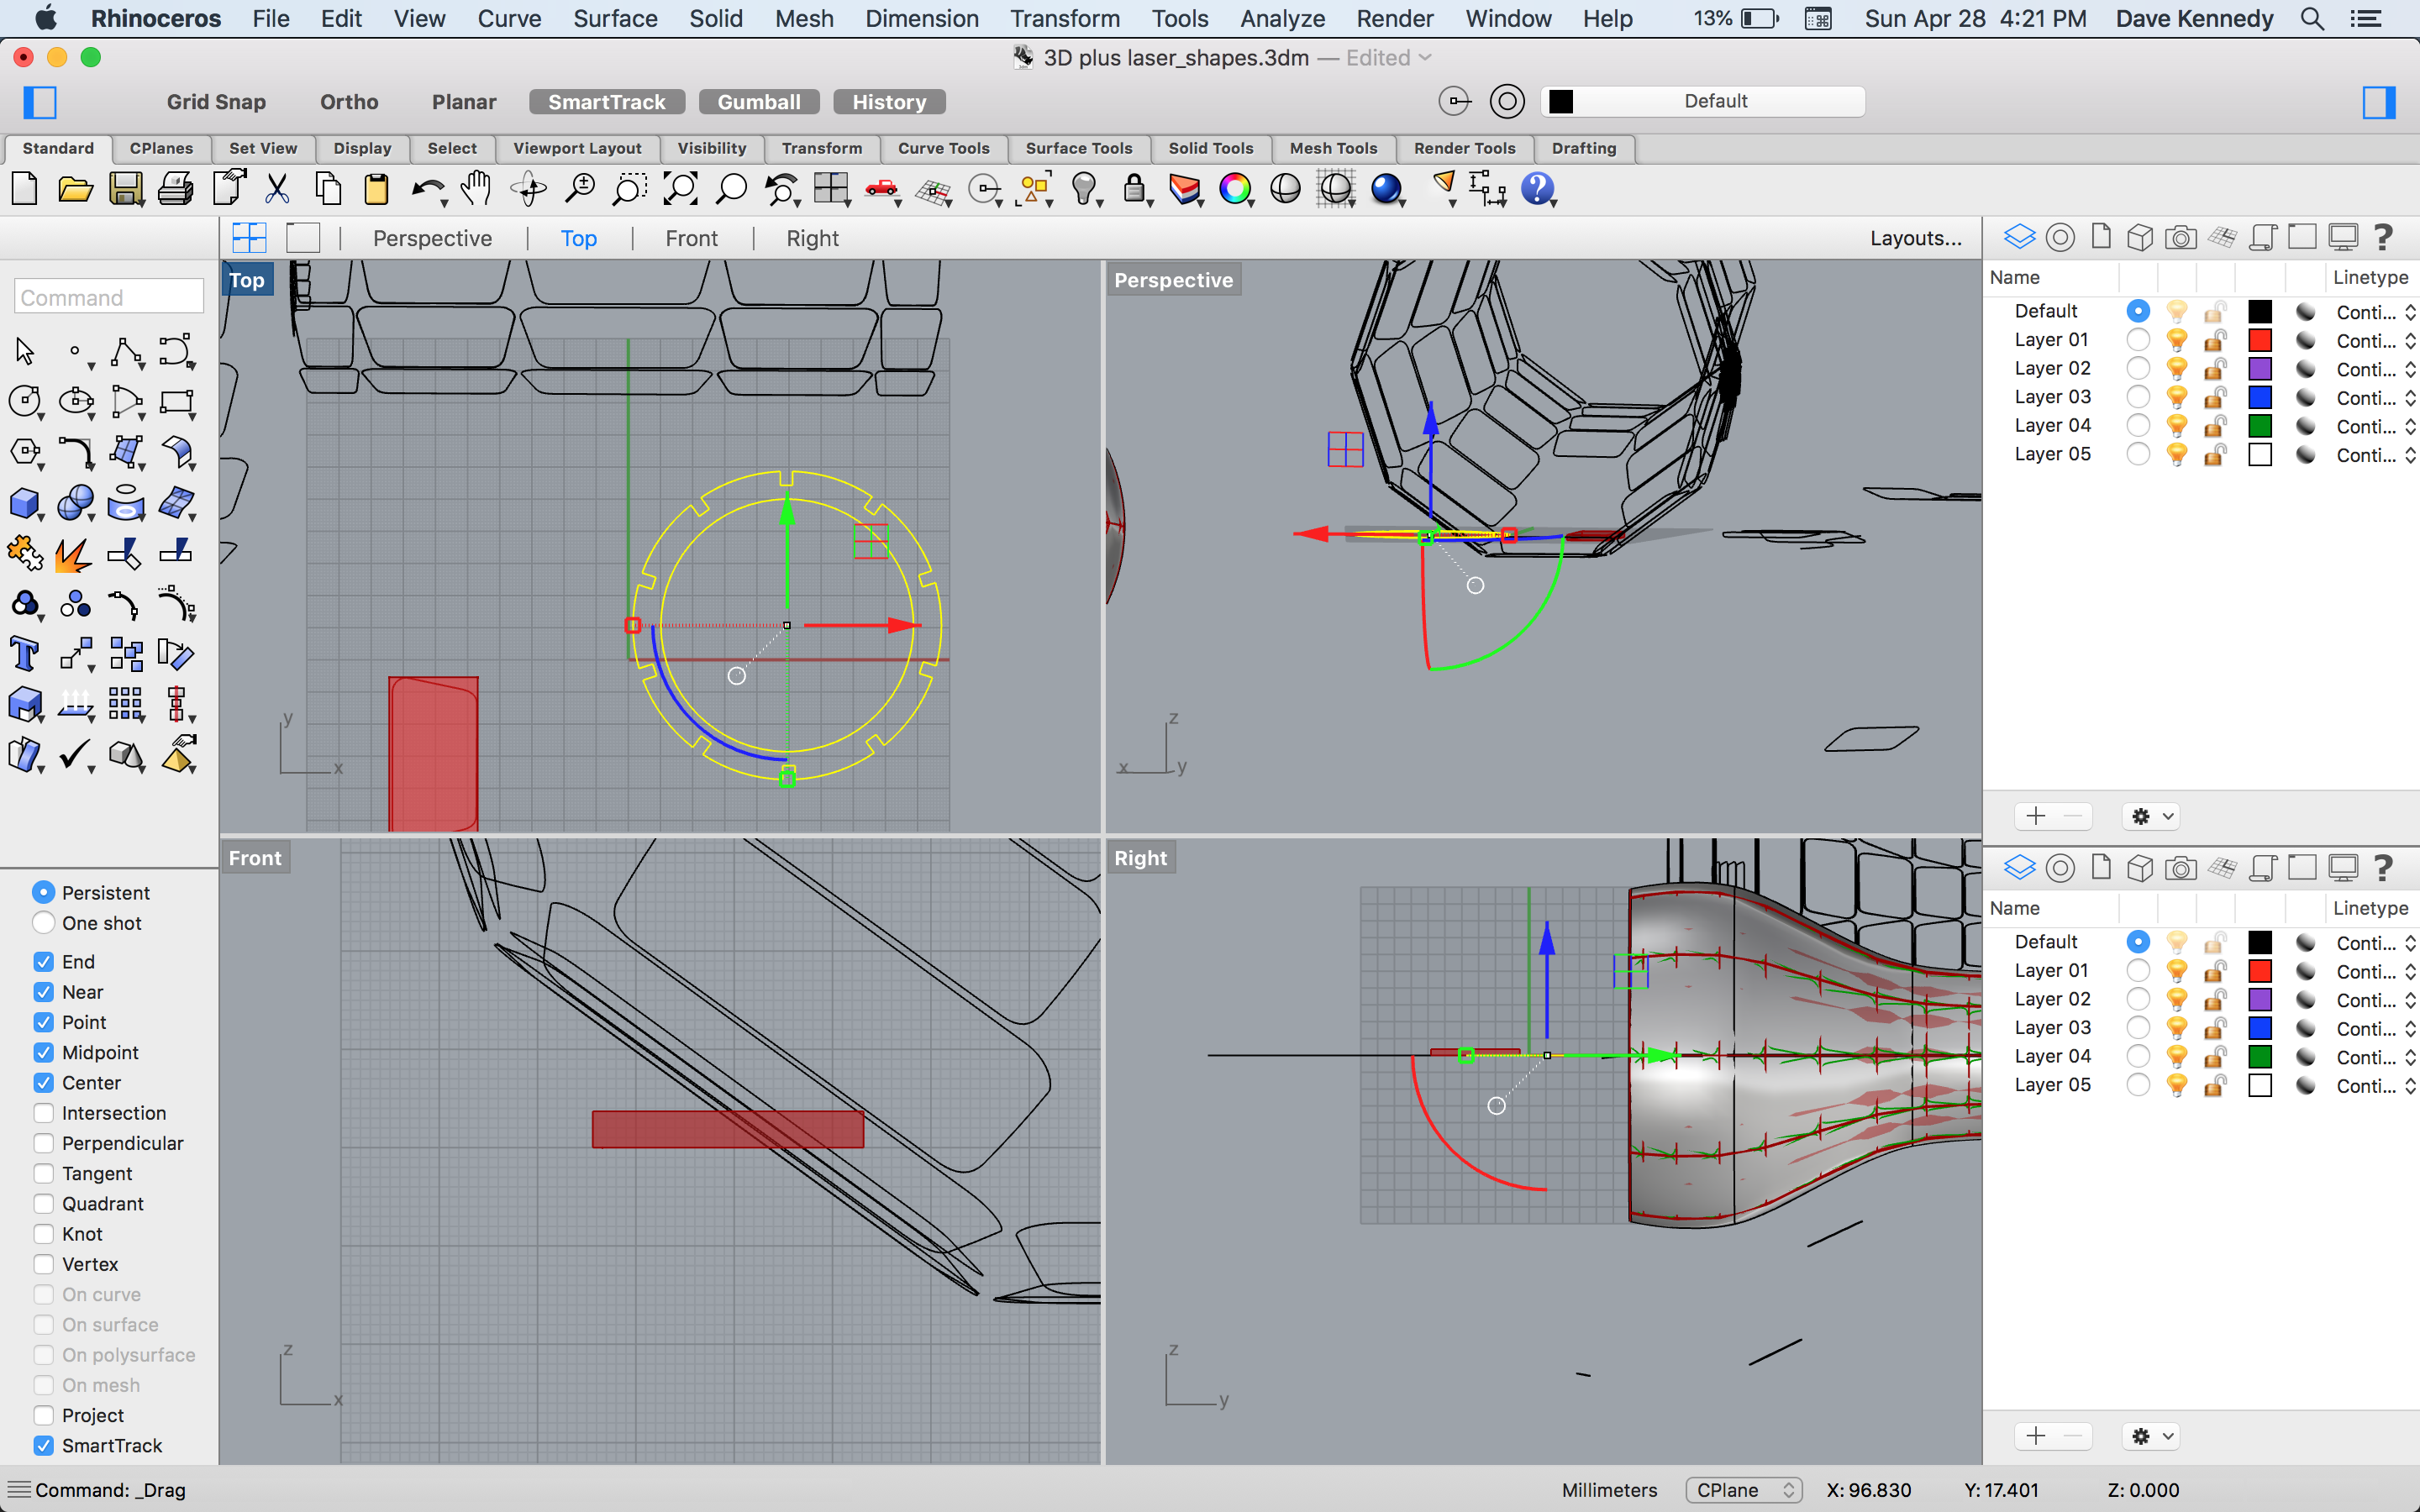 Rhinoceros File Edit View Curve Surface Solid Mesh Dimension Transform Tools Analyze Render Window Help 13% Sun Apr 28 4:21 PM Dave Kennedy
3D plus laser_shapes.3dm — Edited
Grid Snap Ortho Planar SmartTrack Gumball History Default
Standard CPlanes Set View Display Select Viewport Layout Visibility Transform Curve Tools Surface Tools Solid Tools Mesh Tools Render Tools Drafting
Perspective Top Front Right Layouts...
Command
Top
y
x
Perspective
z
x
y
Front
z
x
Right
z
y
Name Linetype
Default Conti...
Layer 01 Conti...
Layer 02 Conti...
Layer 03 Conti...
Layer 04 Conti...
Layer 05 Conti...
Name Linetype
Default Conti...
Layer 01 Conti...
Layer 02 Conti...
Layer 03 Conti...
Layer 04 Conti...
Layer 05 Conti...
Persistent
One shot
End
Near
Point
Midpoint
Center
Intersection
Perpendicular
Tangent
Quadrant
Knot
Vertex
On curve
On surface
On polysurface
On mesh
Project
SmartTrack
Command: _Drag Millimeters CPlane X: 96.830 Y: 17.401 Z: 0.000